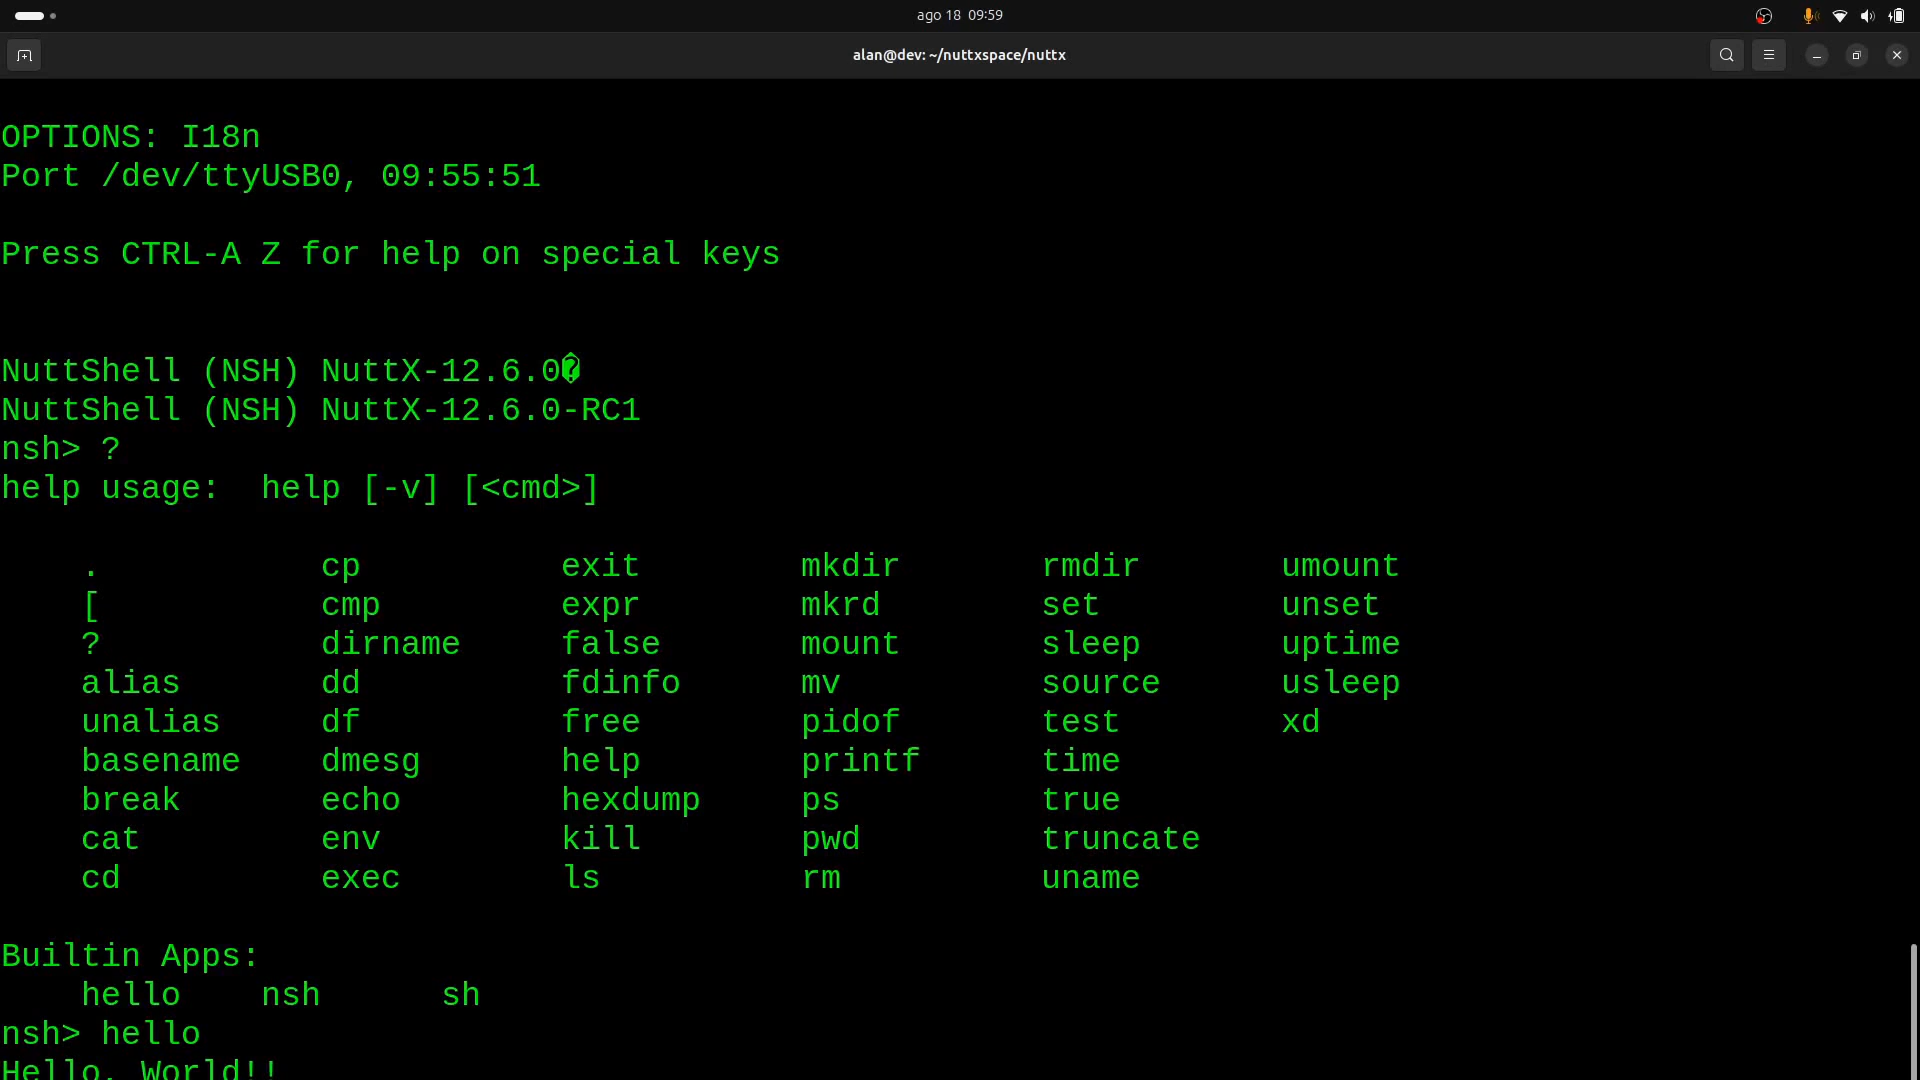 ago 18 09:59
alan@dev: ~/nuttxspace/nuttx
OPTIONS: I18n
Port /dev/ttyUSB0, 09:55:51
Press CTRL-A Z for help on special keys
NuttShell (NSH) NuttX-12.6.0�
NuttShell (NSH) NuttX-12.6.0-RC1
nsh> ?
help usage:  help [-v] [<cmd>]
    .           cp          exit        mkdir       rmdir       umount
    [           cmp         expr        mkrd        set         unset
    ?           dirname     false       mount       sleep       uptime
    alias       dd          fdinfo      mv          source      usleep
    unalias     df          free        pidof       test        xd
    basename    dmesg       help        printf      time
    break       echo        hexdump     ps          true
    cat         env         kill        pwd         truncate
    cd          exec        ls          rm          uname
Builtin Apps:
    hello    nsh      sh
nsh> hello
Hello, World!!